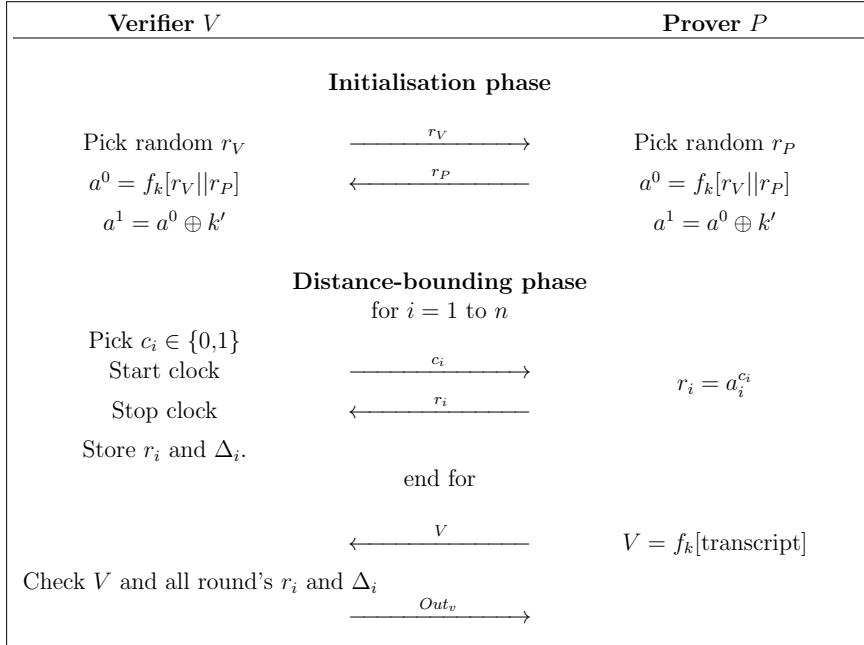 Verifier V Prover P
Initialisation phase
Pick random r_V r_V Pick random r_P
a^0 = f_k[r_V||r_P] r_P a^0 = f_k[r_V||r_P]
a^1 = a^0 ⊕ k′ a^1 = a^0 ⊕ k′
Distance-bounding phase
for i = 1 to n
Pick c_i ∈ {0,1}
Start clock c_i
r_i = a_i^{c_i}
Stop clock r_i
Store r_i and Δ_i.
end for
V V = f_k[transcript]
Check V and all round's r_i and Δ_i
Out_v